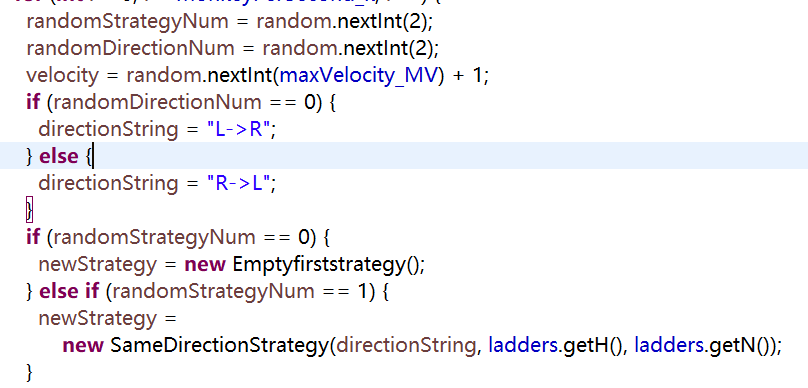 randomStrategyNum = random.nextInt(2);
randomDirectionNum = random.nextInt(2);
velocity = random.nextInt(maxVelocity_MV) + 1;
if (randomDirectionNum == 0) {
directionString = "L->R";
} else {
directionString = "R->L";
}
if (randomStrategyNum == 0) {
newStrategy = new Emptyfirststrategy();
} else if (randomStrategyNum == 1) {
newStrategy =
new SameDirectionStrategy(directionString, ladders.getH(), ladders.getN());
}